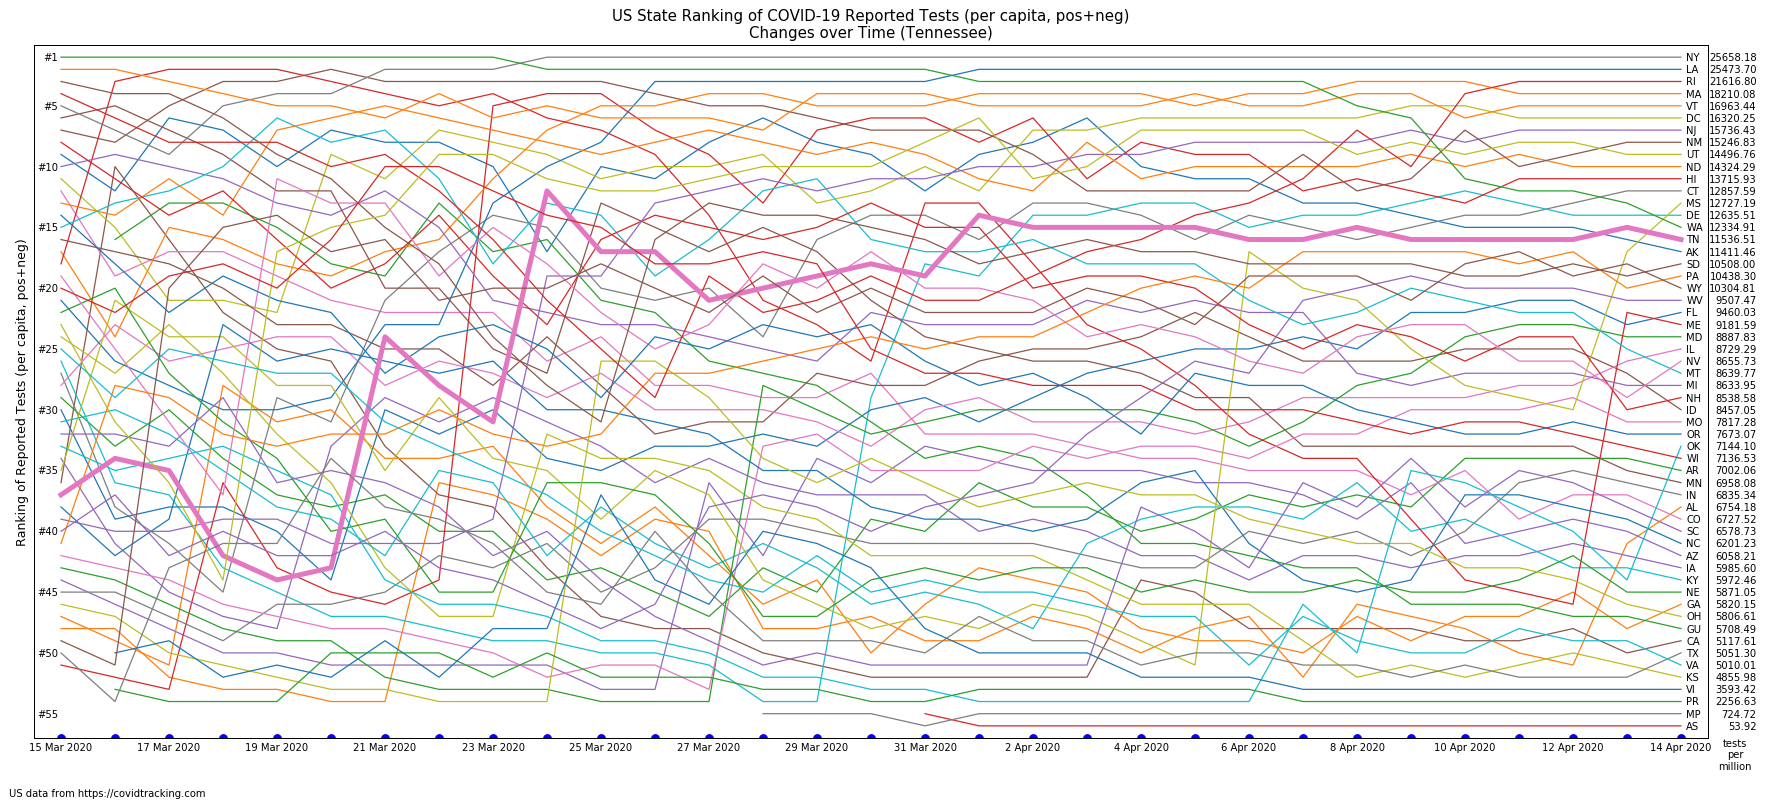 US State Ranking of COVID-19 Reported Tests (per capita, pos+neg)
Changes over Time (Tennessee)
Ranking of Reported Tests (per capita, pos+neg)
#1
#5
#10
#15
#20
#25
#30
#35
#40
#45
#50
#55
NY 25658.18
LA 25473.70
RI 21616.80
MA 18210.08
VT 16963.44
DC 16320.25
NJ 15736.43
NM 15246.83
UT 14496.76
ND 14324.29
HI 13715.93
CT 12857.59
MS 12727.19
DE 12635.51
WA 12334.91
TN 11536.51
AK 11411.46
SD 10508.00
PA 10438.30
WY 10304.81
WV 9507.47
FL 9460.03
ME 9181.59
MD 8887.83
IL 8729.29
NV 8655.73
MT 8639.77
MI 8633.95
NH 8538.58
ID 8457.05
MO 7817.28
OR 7673.07
OK 7144.10
WI 7136.53
AR 7002.06
MN 6958.08
IN 6835.34
AL 6754.18
CO 6727.52
SC 6578.73
NC 6201.23
AZ 6058.21
IA 5985.60
KY 5972.46
NE 5871.05
GA 5820.15
OH 5806.61
GU 5708.49
CA 5117.61
TX 5051.30
VA 5010.01
KS 4855.98
VI 3593.42
PR 2256.63
MP 724.72
AS 53.92
15 Mar 2020
17 Mar 2020
19 Mar 2020
21 Mar 2020
23 Mar 2020
25 Mar 2020
27 Mar 2020
29 Mar 2020
31 Mar 2020
2 Apr 2020
4 Apr 2020
6 Apr 2020
8 Apr 2020
10 Apr 2020
12 Apr 2020
14 Apr 2020
tests
per
million
US data from https://covidtracking.com